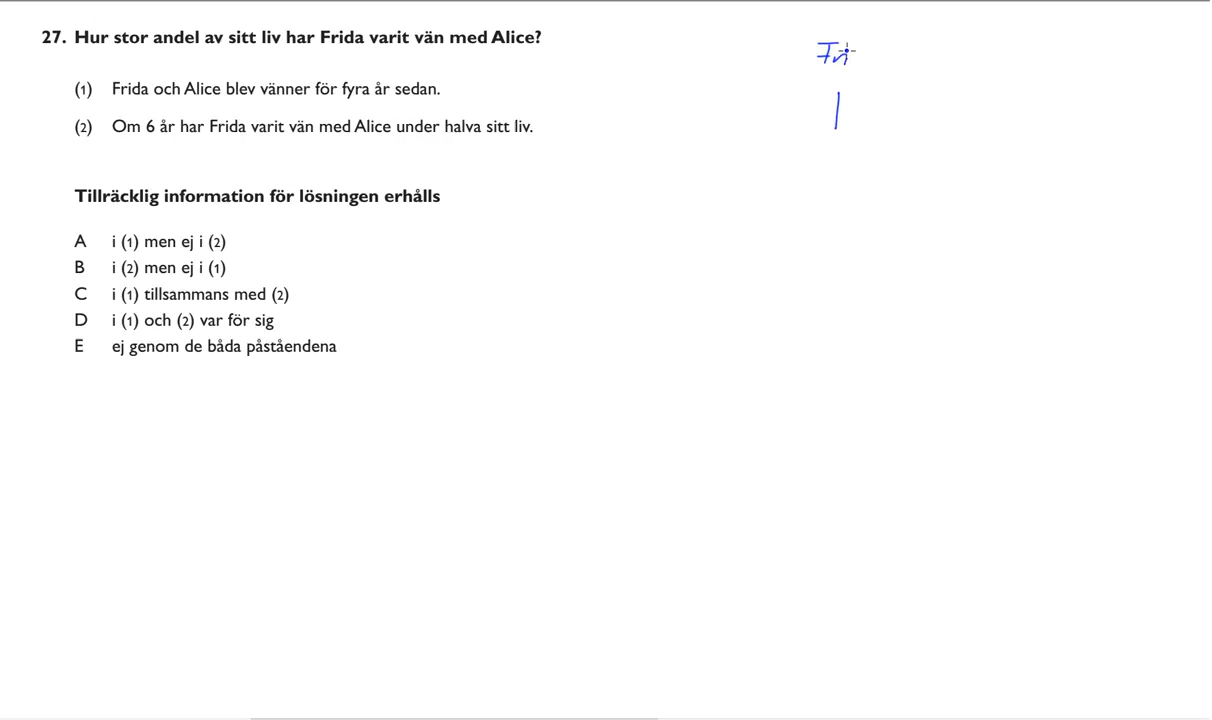 27. Hur stor andel av sitt liv har Frida varit vän med Alice?
Fri
(1) Frida och Alice blev vänner för fyra år sedan.
(2) Om 6 år har Frida varit vän med Alice under halva sitt liv.
Tillräcklig information för lösningen erhålls
A i (1) men ej i (2)
B i (2) men ej i (1)
C i (1) tillsammans med (2)
D i (1) och (2) var för sig
E ej genom de båda påståendena